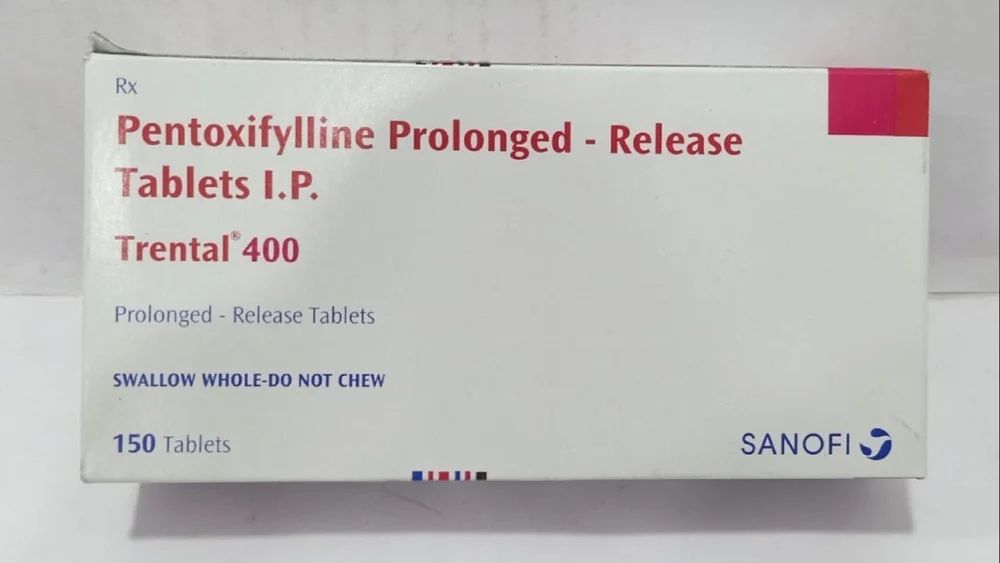 Rx
Pentoxifylline Prolonged - Release
Tablets I.P.
Trental® 400
Prolonged - Release Tablets
SWALLOW WHOLE-DO NOT CHEW
150 Tablets
SANOFI